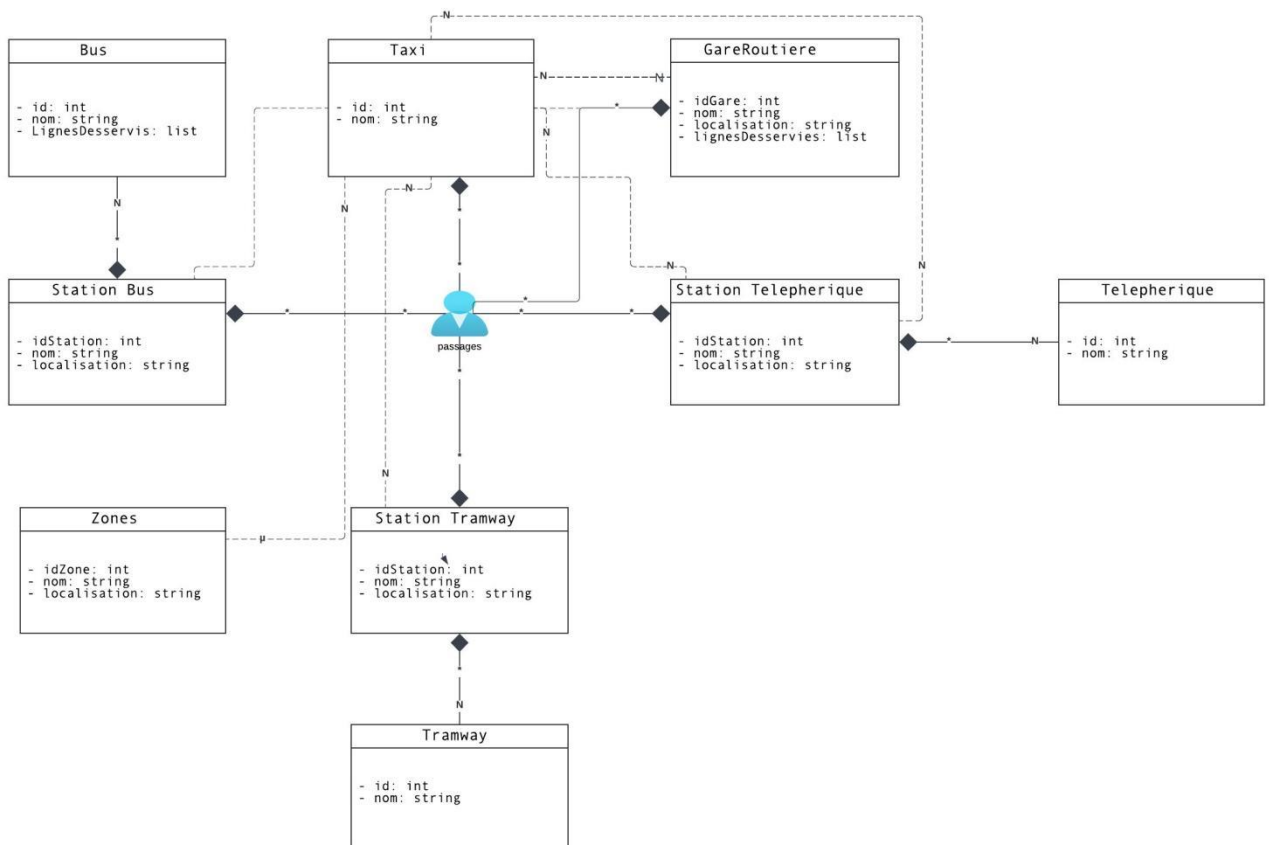 N
Bus
Taxi
GareRoutiere
- id: int
- nom: string
- LignesDesservis: list
- id: int
- nom: string
- idGare: int
- nom: string
- localisation: string
- lignesDesservies: list
N
N
*
N
N
N
N
*
*
*
N
N
*
Station Bus
Station Telepherique
Telepherique
*
*
*
*
*
passages
- idStation: int
- nom: string
- localisation: string
- idStation: int
- nom: string
- localisation: string
- id: int
- nom: string
*
N
*
*
N
Zones
Station Tramway
- idZone: int
- nom: string
- localisation: string
µ
- idStation: int
- nom: string
- localisation: string
*
N
Tramway
- id: int
- nom: string